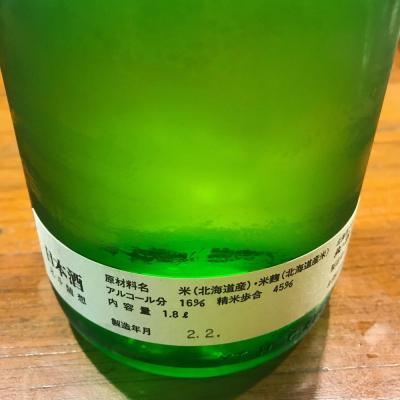 日本酒
原材料名 米(北海道産)・米麹(北海道産米)
アルコール分 16% 精米歩合 45%
内容量 1.8ℓ
製造年月 2.2.